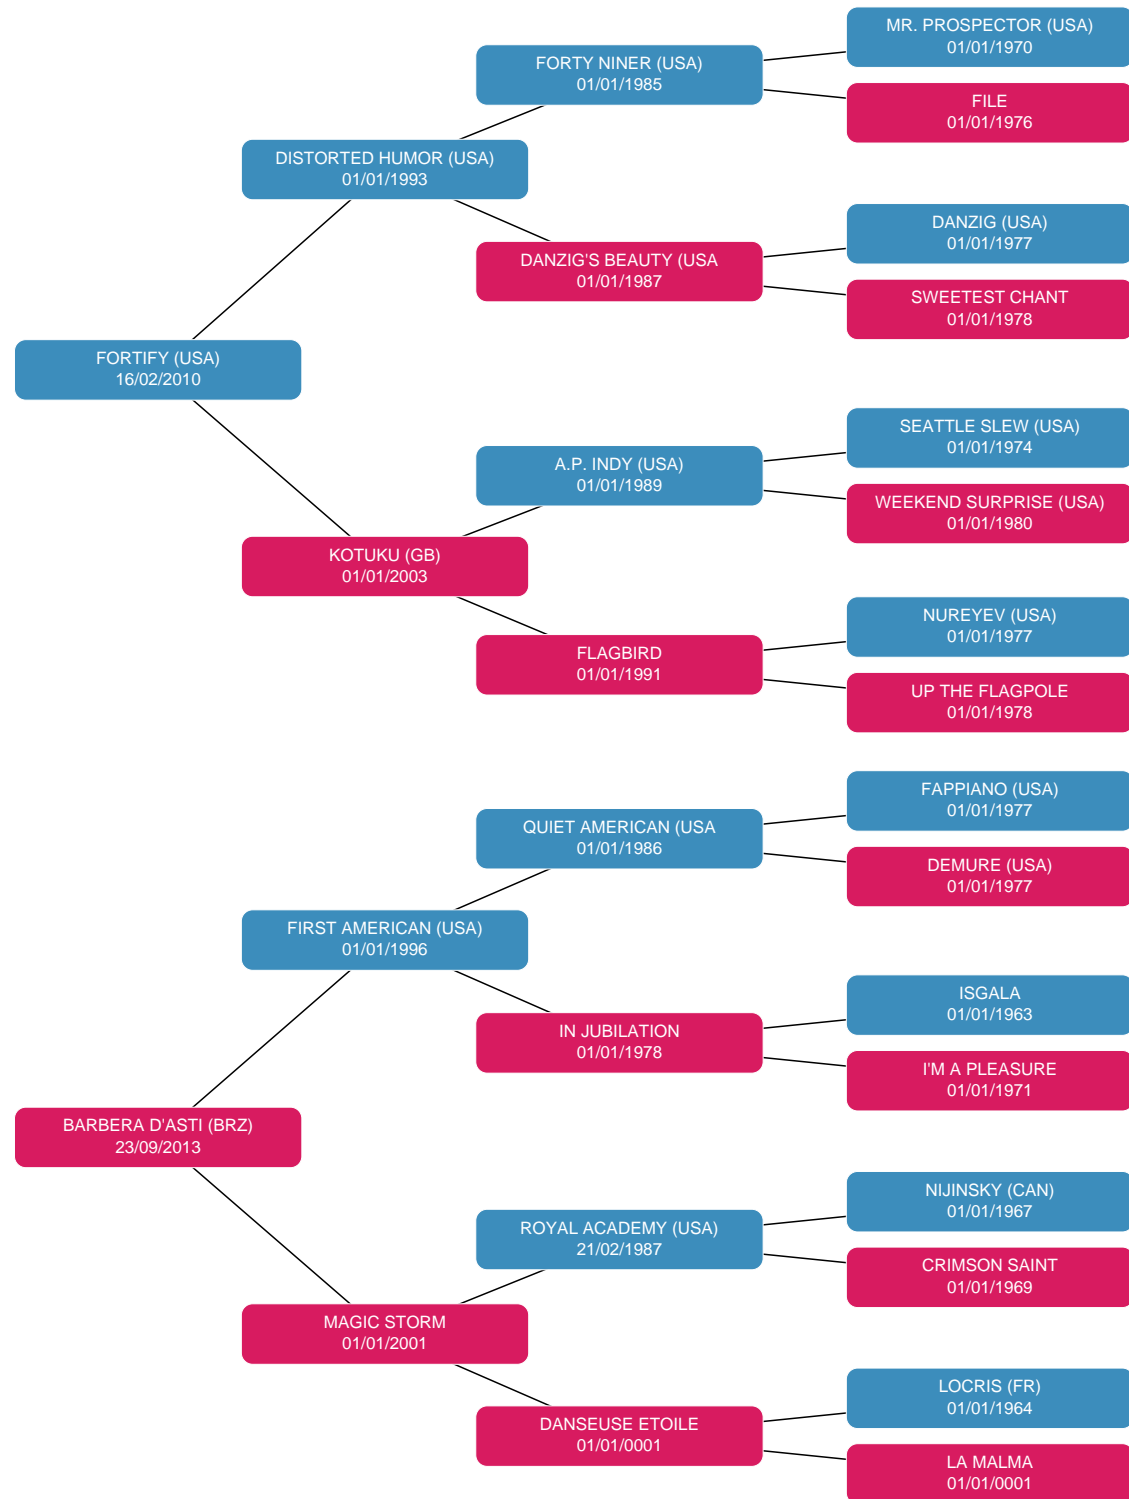 MR. PROSPECTOR (USA)
01/01/1970
FORTY NINER (USA)
01/01/1985
FILE
01/01/1976
DISTORTED HUMOR (USA)
01/01/1993
DANZIG (USA)
01/01/1977
DANZIG'S BEAUTY (USA
01/01/1987
SWEETEST CHANT
01/01/1978
FORTIFY (USA)
16/02/2010
SEATTLE SLEW (USA)
01/01/1974
A.P. INDY (USA)
01/01/1989
WEEKEND SURPRISE (USA)
01/01/1980
KOTUKU (GB)
01/01/2003
NUREYEV (USA)
01/01/1977
FLAGBIRD
01/01/1991
UP THE FLAGPOLE
01/01/1978
FAPPIANO (USA)
01/01/1977
QUIET AMERICAN (USA
01/01/1986
DEMURE (USA)
01/01/1977
FIRST AMERICAN (USA)
01/01/1996
ISGALA
01/01/1963
IN JUBILATION
01/01/1978
I'M A PLEASURE
01/01/1971
BARBERA D'ASTI (BRZ)
23/09/2013
NIJINSKY (CAN)
01/01/1967
ROYAL ACADEMY (USA)
21/02/1987
CRIMSON SAINT
01/01/1969
MAGIC STORM
01/01/2001
LOCRIS (FR)
01/01/1964
DANSEUSE ETOILE
01/01/0001
LA MALMA
01/01/0001